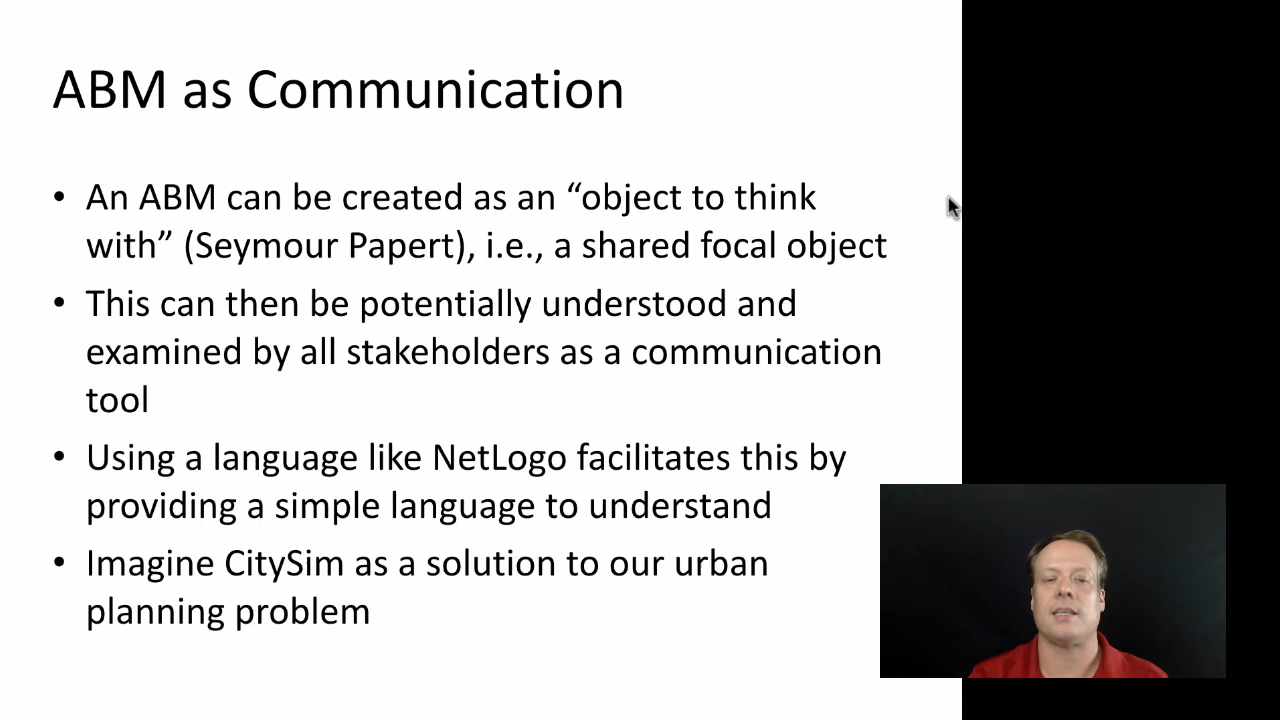 ABM as Communication
• An ABM can be created as an “object to think
with” (Seymour Papert), i.e., a shared focal object
• This can then be potentially understood and
examined by all stakeholders as a communication
tool
• Using a language like NetLogo facilitates this by
providing a simple language to understand
• Imagine CitySim as a solution to our urban
planning problem